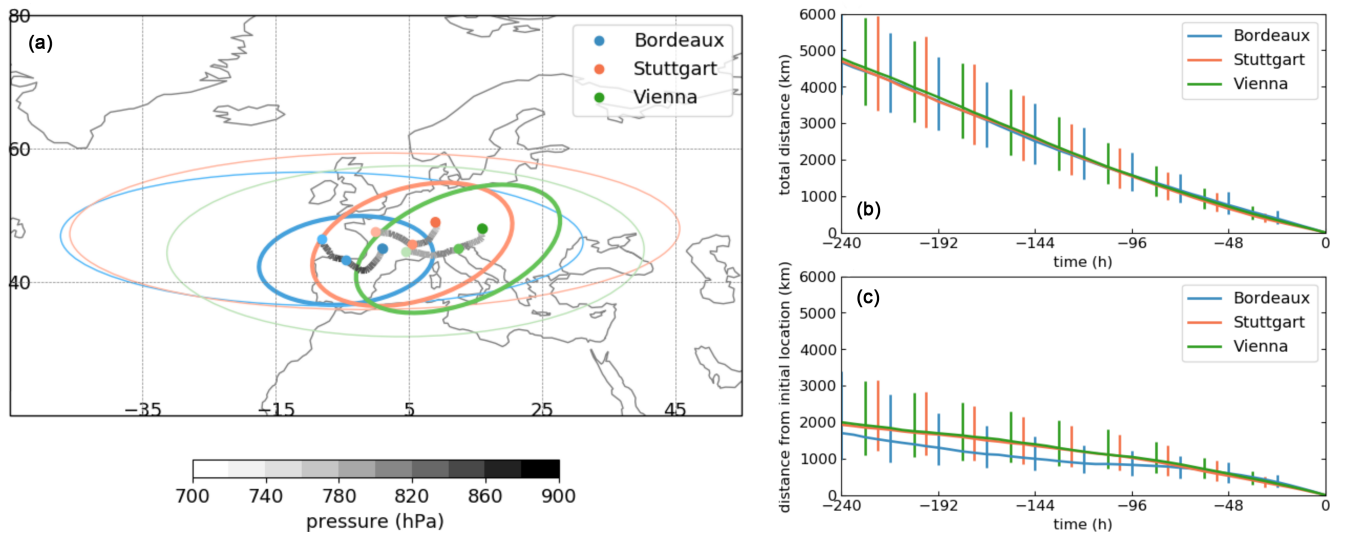 80
(a)
Bordeaux
Stuttgart
Vienna
60
40
−35 −15 5 25 45
700 740 780 820 860 900
pressure (hPa)
6000
5000
4000
3000
2000
1000
0
total distance (km)
(b)
Bordeaux
Stuttgart
Vienna
−240 −192 −144 −96 −48 0
time (h)
6000
5000
4000
3000
2000
1000
0
distance from initial location (km)
(c)
Bordeaux
Stuttgart
Vienna
−240 −192 −144 −96 −48 0
time (h)